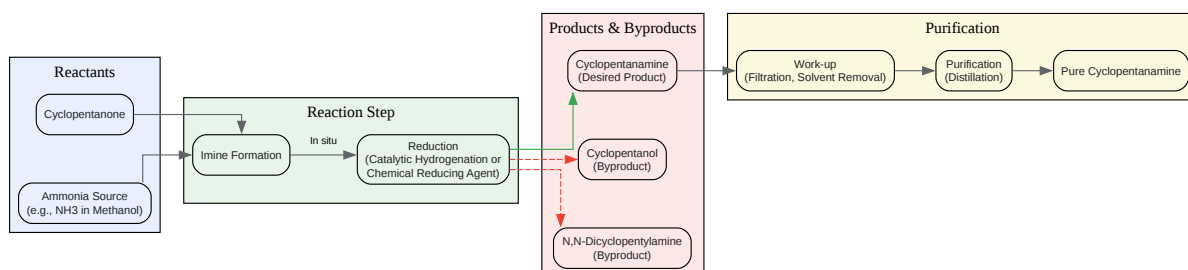 Reactants
Cyclopentanone
Ammonia Source
(e.g., NH3 in Methanol)
Reaction Step
Imine Formation
In situ
Reduction
(Catalytic Hydrogenation or
Chemical Reducing Agent)
Products & Byproducts
Cyclopentanamine
(Desired Product)
Cyclopentanol
(Byproduct)
N,N-Dicyclopentylamine
(Byproduct)
Purification
Work-up
(Filtration, Solvent Removal)
Purification
(Distillation)
Pure Cyclopentanamine